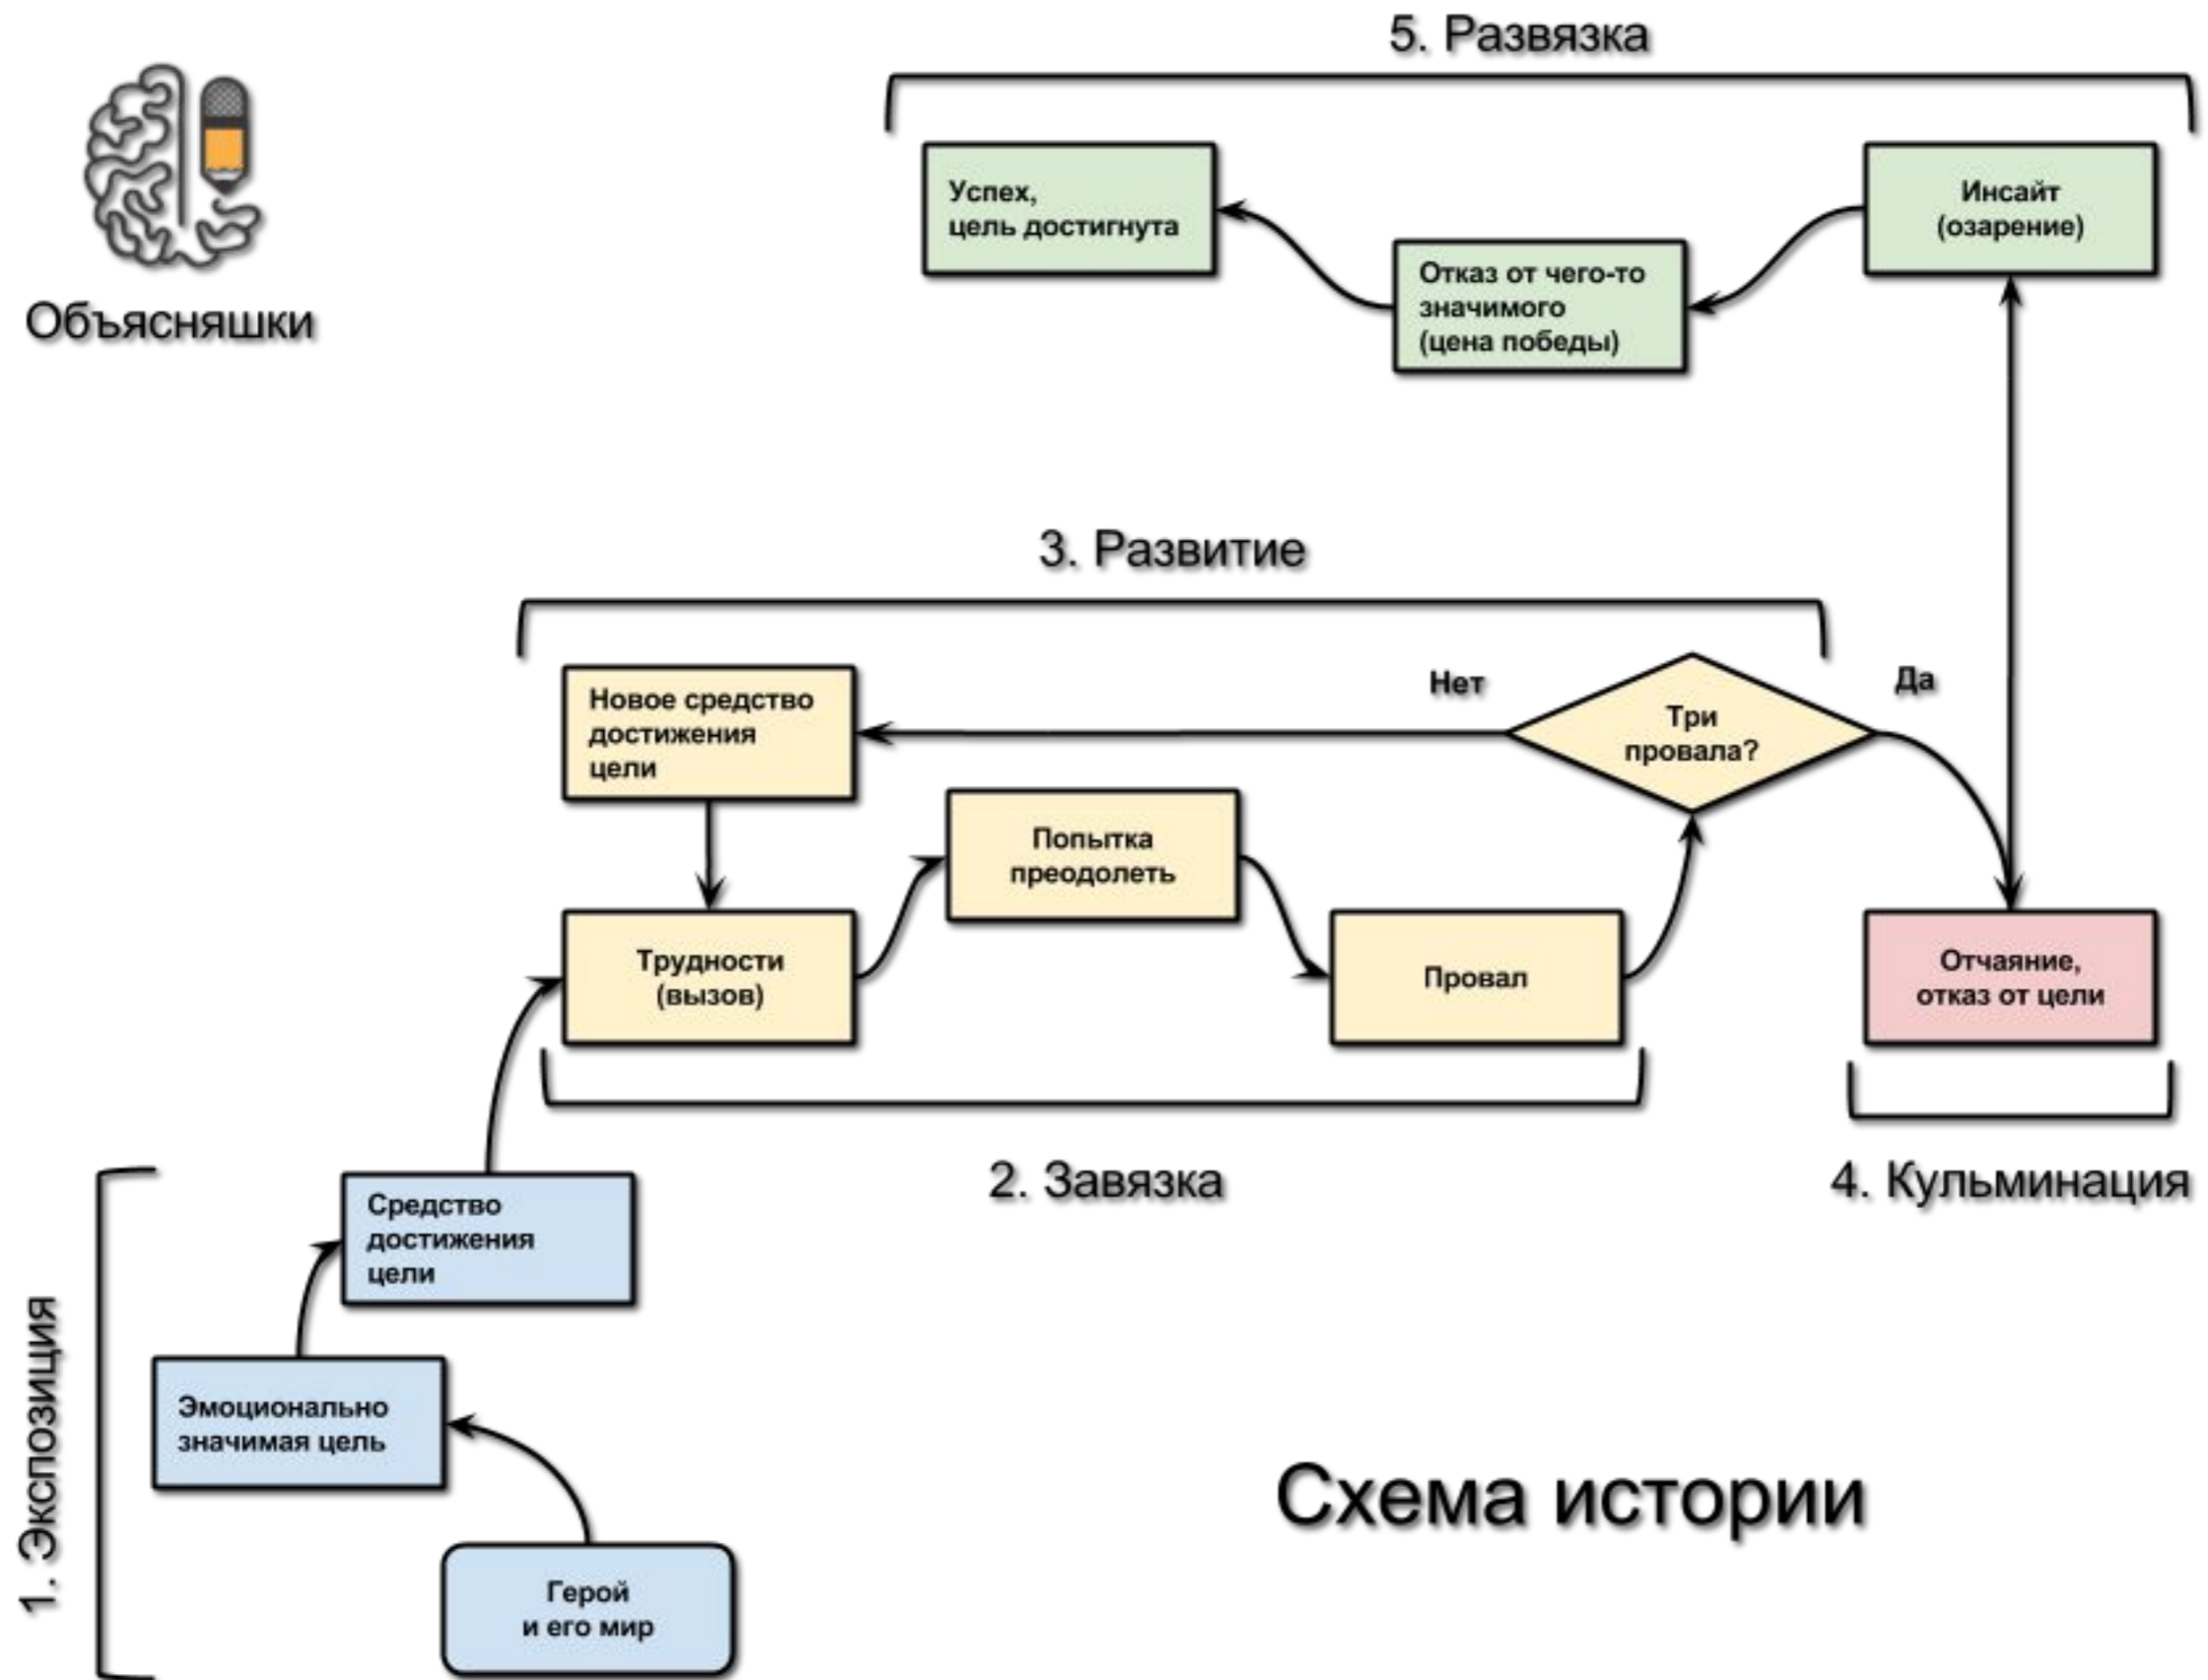 5. Развязка
Объясняшки
Успех,
цель достигнута
Отказ от чего-то
значимого
(цена победы)
Инсайт
(озарение)
3. Развитие
Новое средство
достижения
цели
Нет
Три
провала?
Да
Попытка
преодолеть
Трудности
(вызов)
Провал
Отчаяние,
отказ от цели
2. Завязка
4. Кульминация
1. Экспозиция
Средство
достижения
цели
Эмоционально
значимая цель
Герой
и его мир
Схема истории